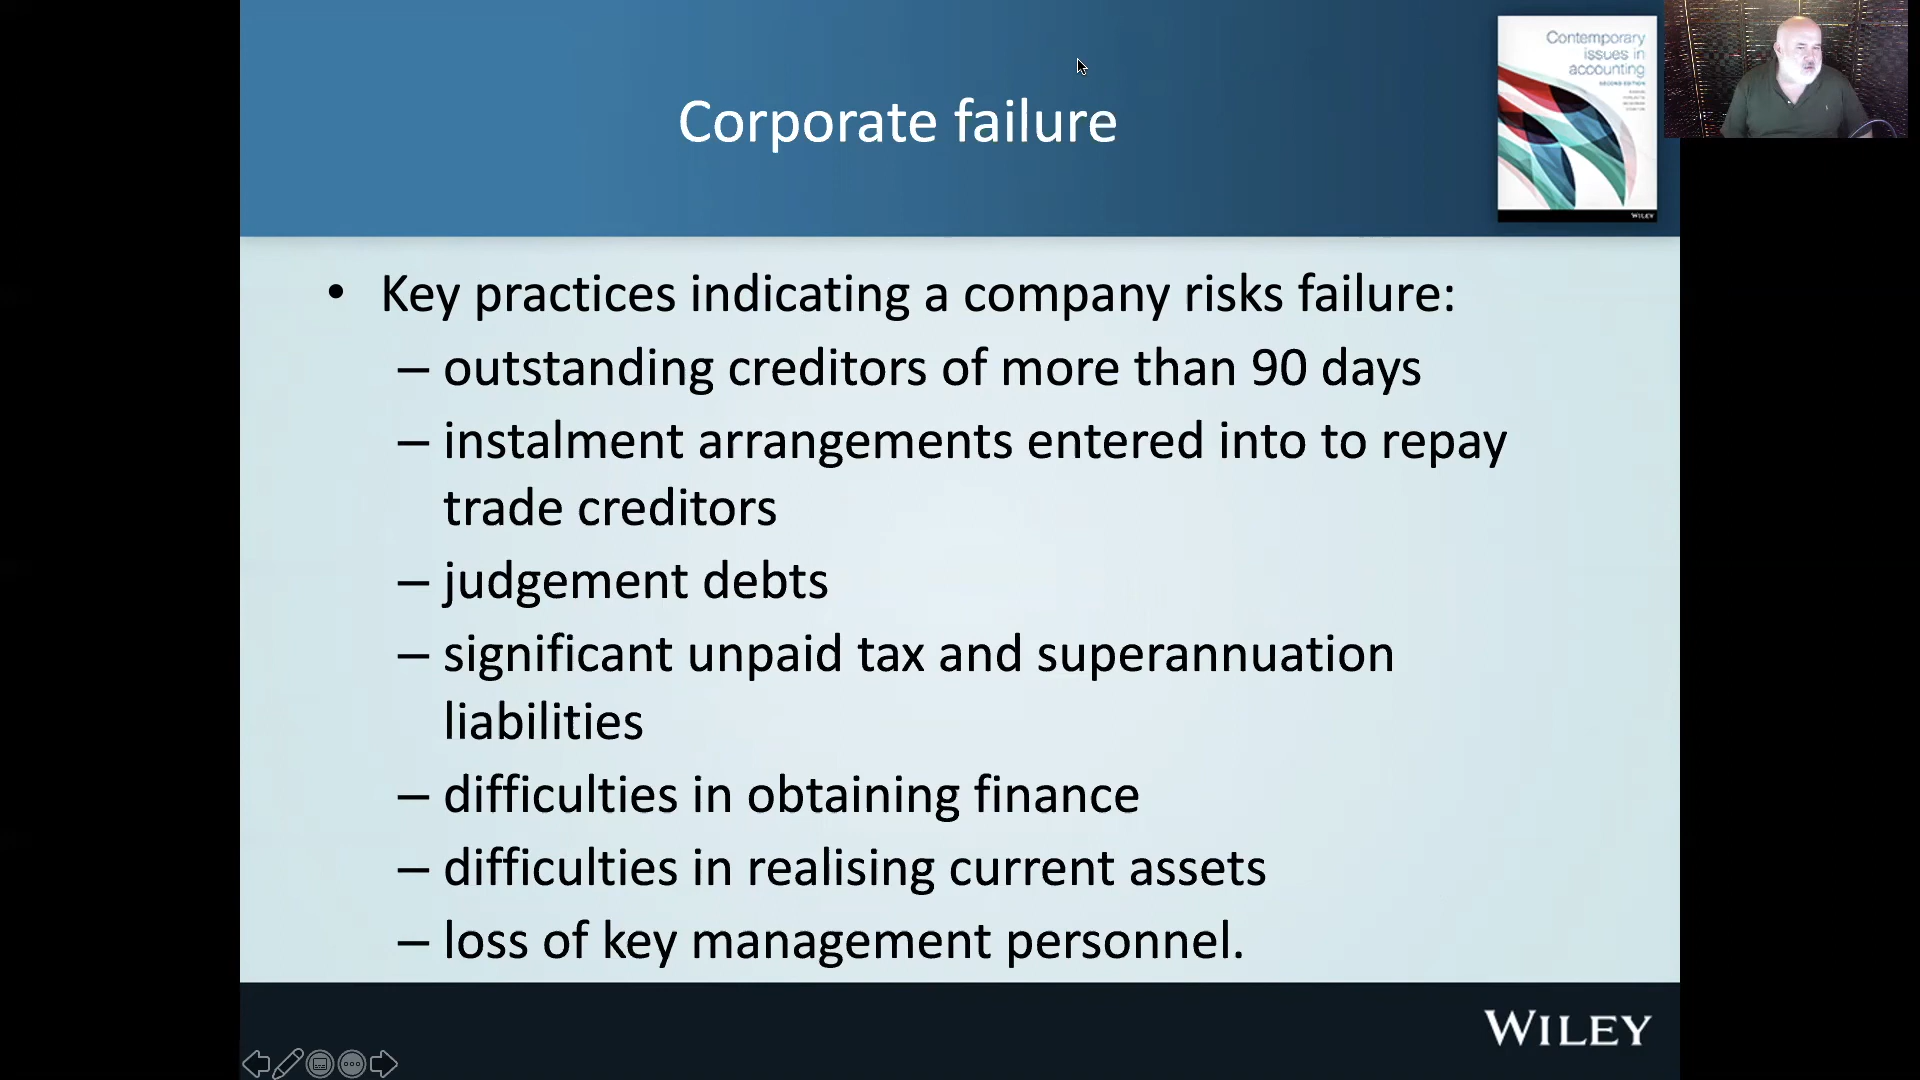 Contemporary
issues in
accounting
SECOND EDITION
WILEY
Corporate failure
• Key practices indicating a company risks failure:
– outstanding creditors of more than 90 days
– instalment arrangements entered into to repay
trade creditors
– judgement debts
– significant unpaid tax and superannuation
liabilities
– difficulties in obtaining finance
– difficulties in realising current assets
– loss of key management personnel.
WILEY